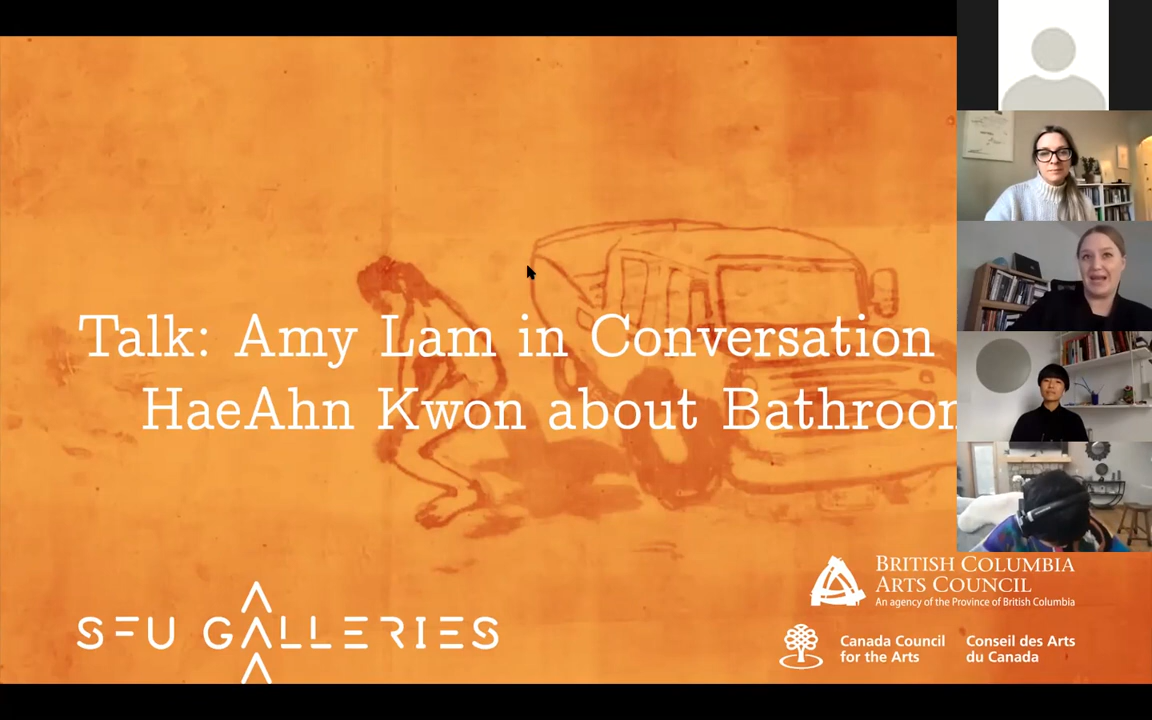 Talk: Amy Lam in Conversation
HaeAhn Kwon about Bathroom
SFU GALLERIES
BRITISH COLUMBIA
ARTS COUNCIL
An agency of the Province of British Columbia
Canada Council
for the Arts
Conseil des Arts
du Canada